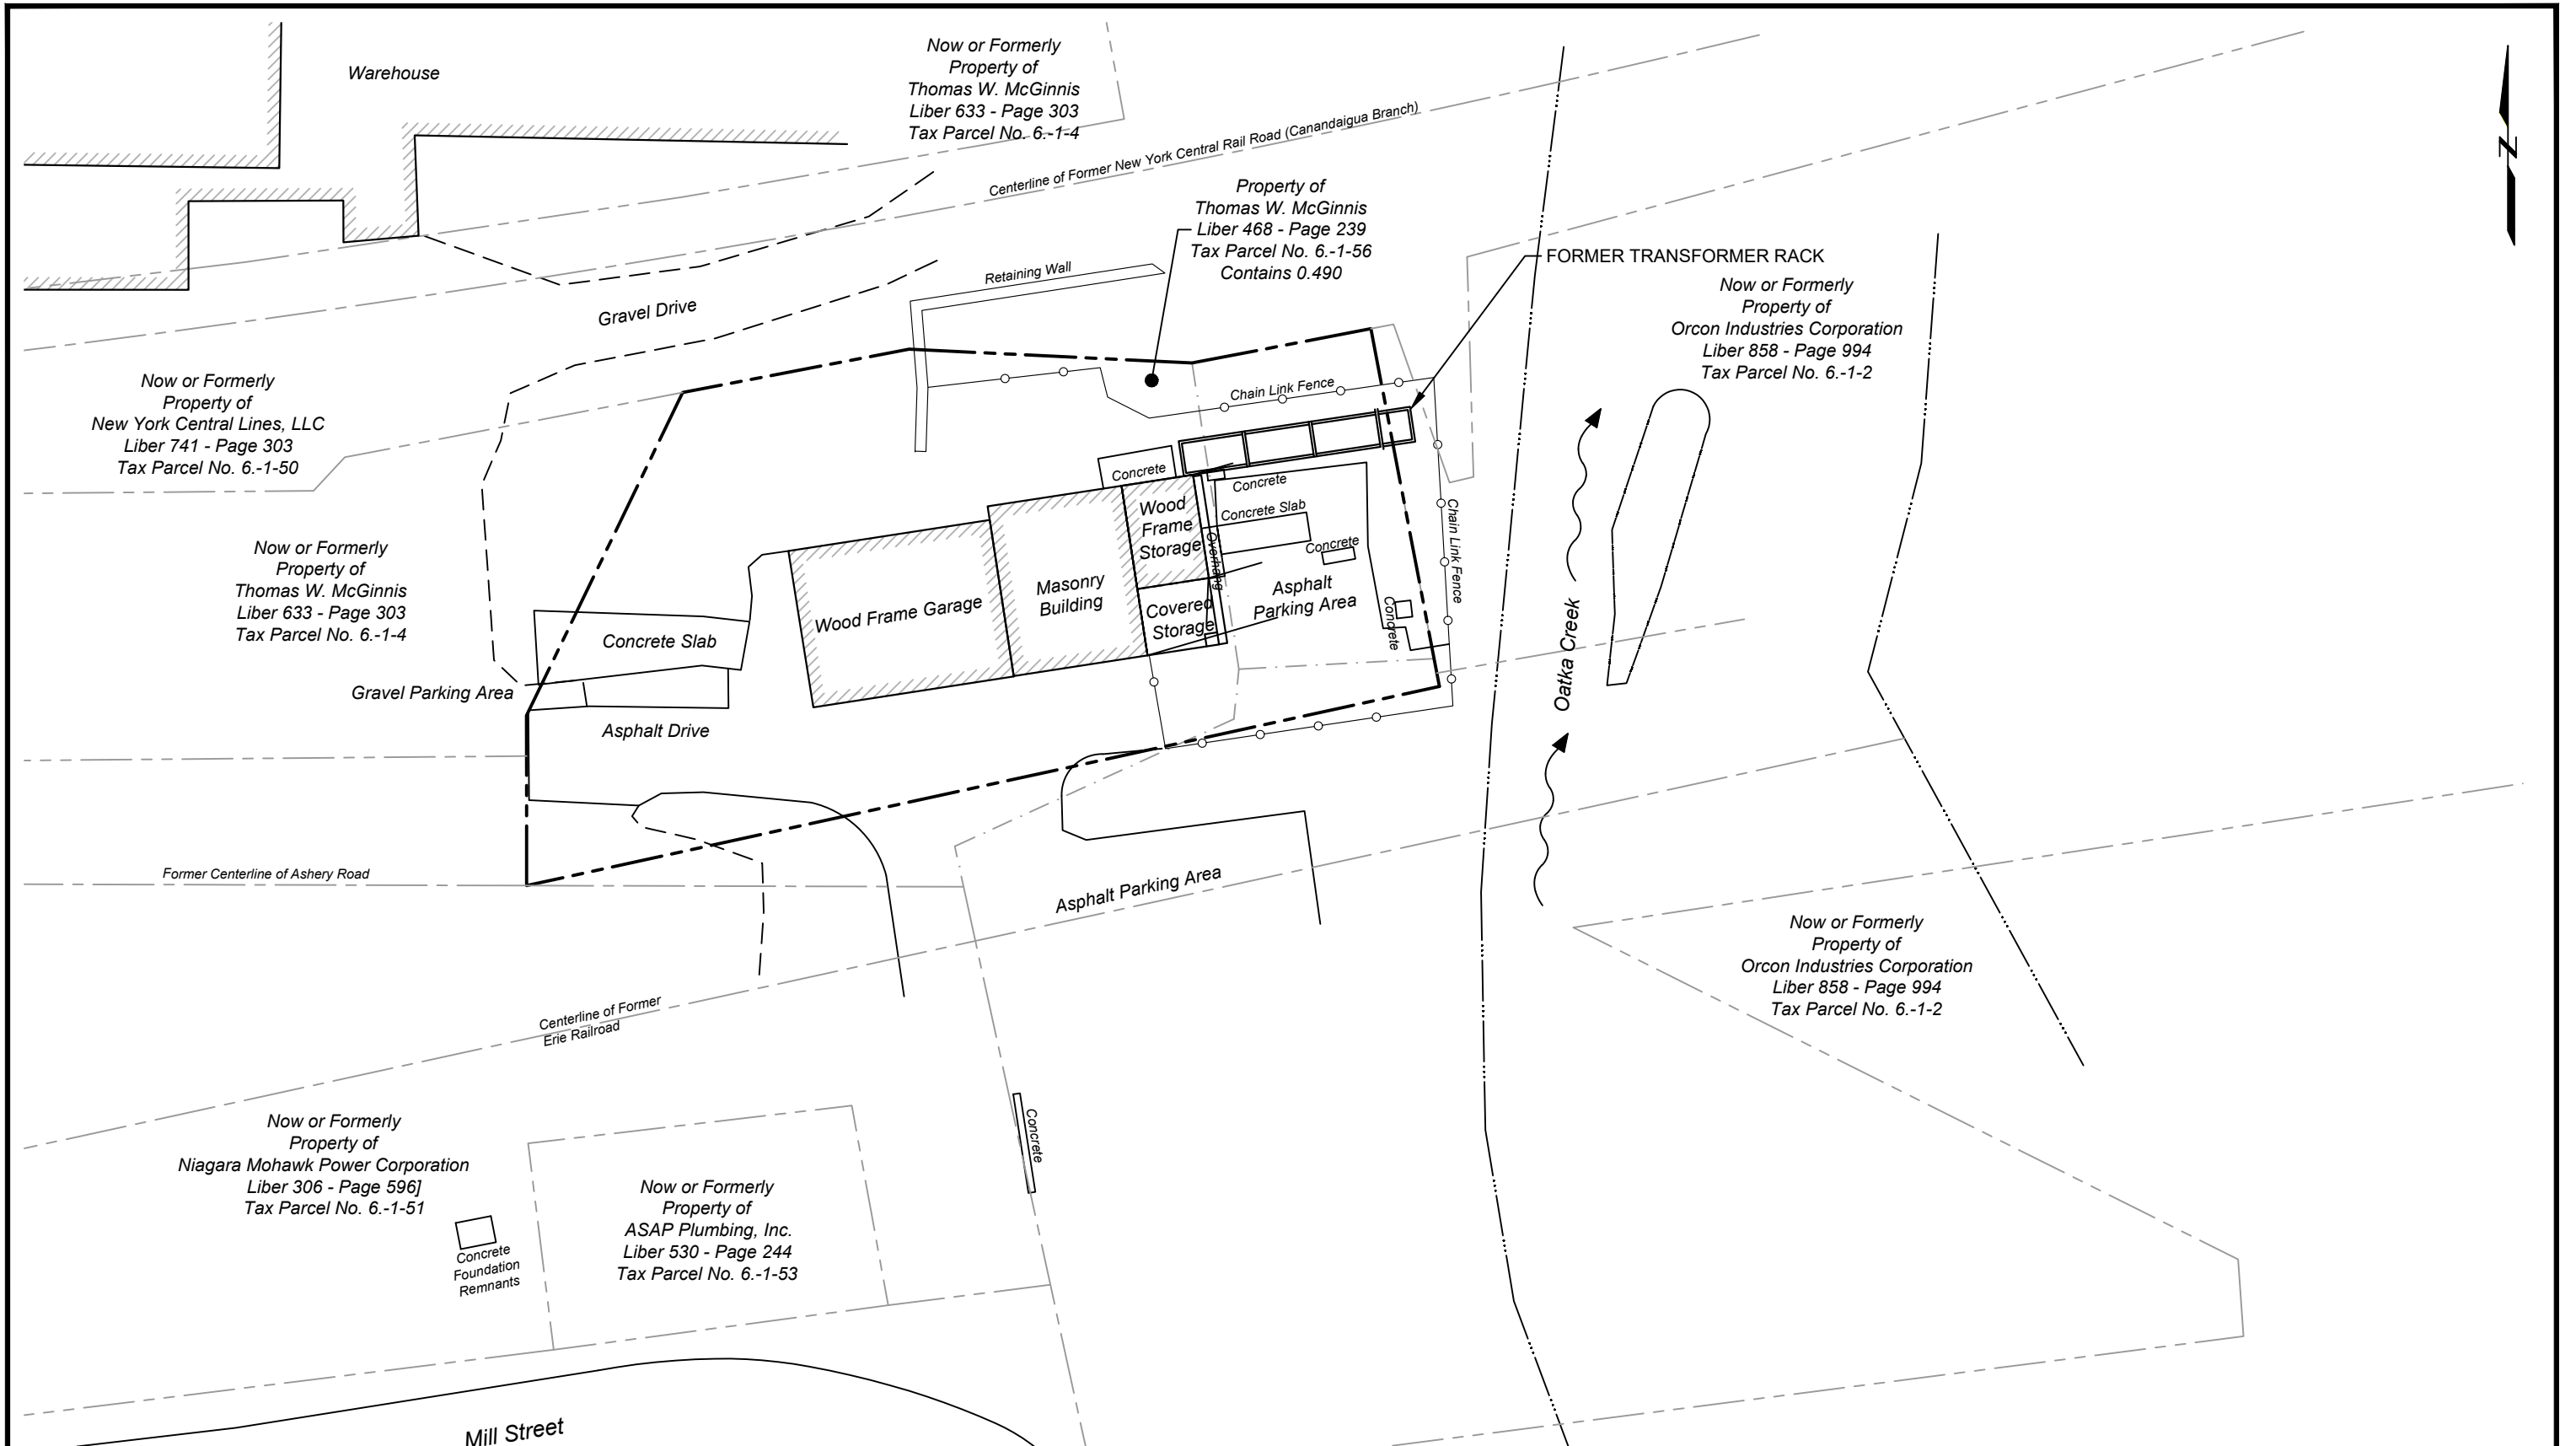 Warehouse
Now or Formerly
Property of
Thomas W. McGinnis
Liber 633 - Page 303
Tax Parcel No. 6.-1-4
Centerline of Former New York Central Rail Road (Canandaigua Branch)
N
Property of
Thomas W. McGinnis
Liber 468 - Page 239
Tax Parcel No. 6.-1-56
Contains 0.490
FORMER TRANSFORMER RACK
Now or Formerly
Property of
Orcon Industries Corporation
Liber 858 - Page 994
Tax Parcel No. 6.-1-2
Retaining Wall
Gravel Drive
Now or Formerly
Property of
New York Central Lines, LLC
Liber 741 - Page 303
Tax Parcel No. 6.-1-50
Chain Link Fence
Concrete
Concrete
Wood
Frame
Storage
Concrete Slab
Overhang
Concrete
Chain Link Fence
Now or Formerly
Property of
Thomas W. McGinnis
Liber 633 - Page 303
Tax Parcel No. 6.-1-4
Wood Frame Garage
Masonry
Building
Covered
Storage
Asphalt
Parking Area
Concrete
Concrete Slab
Oatka Creek
Gravel Parking Area
Asphalt Drive
Former Centerline of Ashery Road
Asphalt Parking Area
Now or Formerly
Property of
Orcon Industries Corporation
Liber 858 - Page 994
Tax Parcel No. 6.-1-2
Centerline of Former
Erie Railroad
Concrete
Now or Formerly
Property of
Niagara Mohawk Power Corporation
Liber 306 - Page 596]
Tax Parcel No. 6.-1-51
Concrete
Foundation
Remnants
Now or Formerly
Property of
ASAP Plumbing, Inc.
Liber 530 - Page 244
Tax Parcel No. 6.-1-53
Mill Street